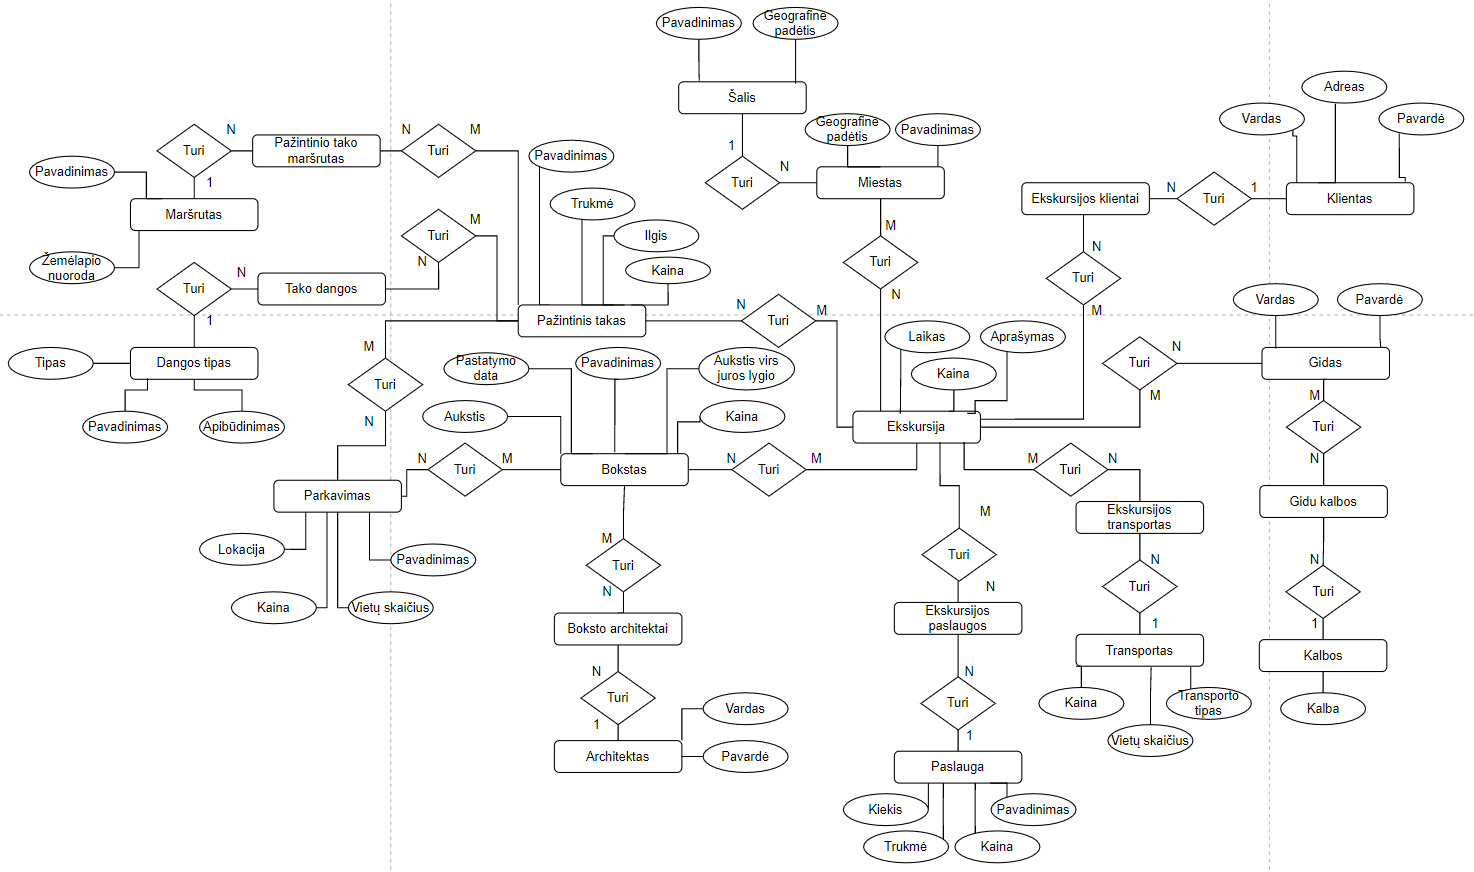 Pavadinimas
Geografinė
padėtis
Šalis
Adreas
Vardas
Pavardė
Geografinė
padėtis
Pavadinimas
1
N
Turi
Pažintinio tako
maršrutas
N
M
Turi
Pavadinimas
1
N
Turi
Miestas
Pavadinimas
1
Maršrutas
Trukmė
Ekskursijos klientai
N
Turi
1
Klientas
M
Turi
M
Ilgis
Žemėlapio
nuoroda
N
Kaina
Turi
N
N
Turi
Tako dangos
N
Turi
M
Vardas
Pavardė
1
Pažintinis takas
N
Turi
M
Laikas
Aprašymas
Tipas
Dangos tipas
M
Pastatymo
data
Pavadinimas
Aukstis virs
juros lygio
Kaina
Turi
N
Gidas
Turi
M
M
Pavadinimas
Apibūdinimas
N
Aukstis
Kaina
Ekskursija
Turi
N
N
Turi
M
Bokstas
N
Turi
M
M
Turi
N
Parkavimas
Gidu kalbos
Ekskursijos
transportas
M
Lokacija
Pavadinimas
M
Turi
N
Turi
N
N
Turi
N
Turi
Kaina
Vietų skaičius
Boksto architektai
Ekskursijos
paslaugos
1
1
Transportas
Kalbos
N
Turi
1
N
Turi
1
Vardas
Kaina
Transporto
tipas
Kalba
Vietų skaičius
Architektas
Pavardė
Paslauga
Kiekis
Pavadinimas
Trukmė
Kaina